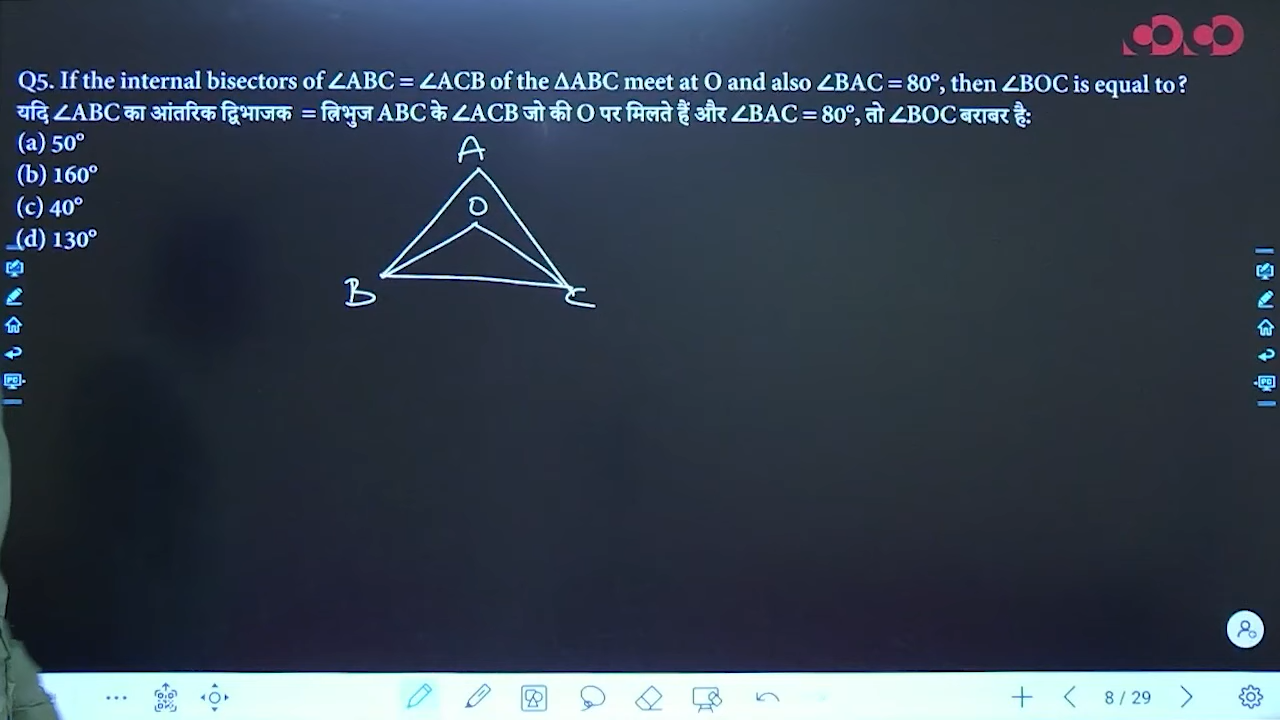 Q5. If the internal bisectors of ∠ABC = ∠ACB of the ΔABC meet at O and also ∠BAC = 80°, then ∠BOC is equal to?
यदि ∠ABC का आंतरिक द्विभाजक = त्रिभुज ABC के ∠ACB जो की O पर मिलते हैं और ∠BAC = 80°, तो ∠BOC बराबर है:
(a) 50°
(b) 160°
(c) 40°
(d) 130°
A
O
B
C
8 / 29